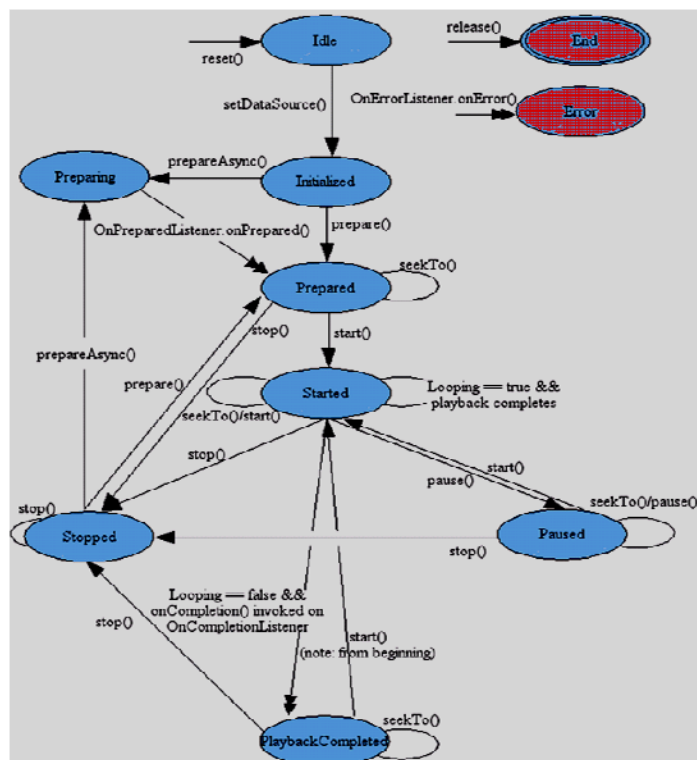 Idle
release()
End
reset()
setDataSource()
OnErrorListener.onError()
Error
prepareAsync()
Preparing
Initialized
prepare()
OnPreparedListener.onPrepared()
seekTo()
Prepared
stop()
start()
prepareAsync()
prepare()
Looping == true &&
playback completes
Started
seekTo()/start()
stop()
start()
pause()
seekTo()/pause()
stop()
Stopped
Paused
stop()
Looping == false &&
onCompletion() invoked on
OnCompletionListener
stop()
start()
(note: from beginning)
seekTo()
PlaybackCompleted